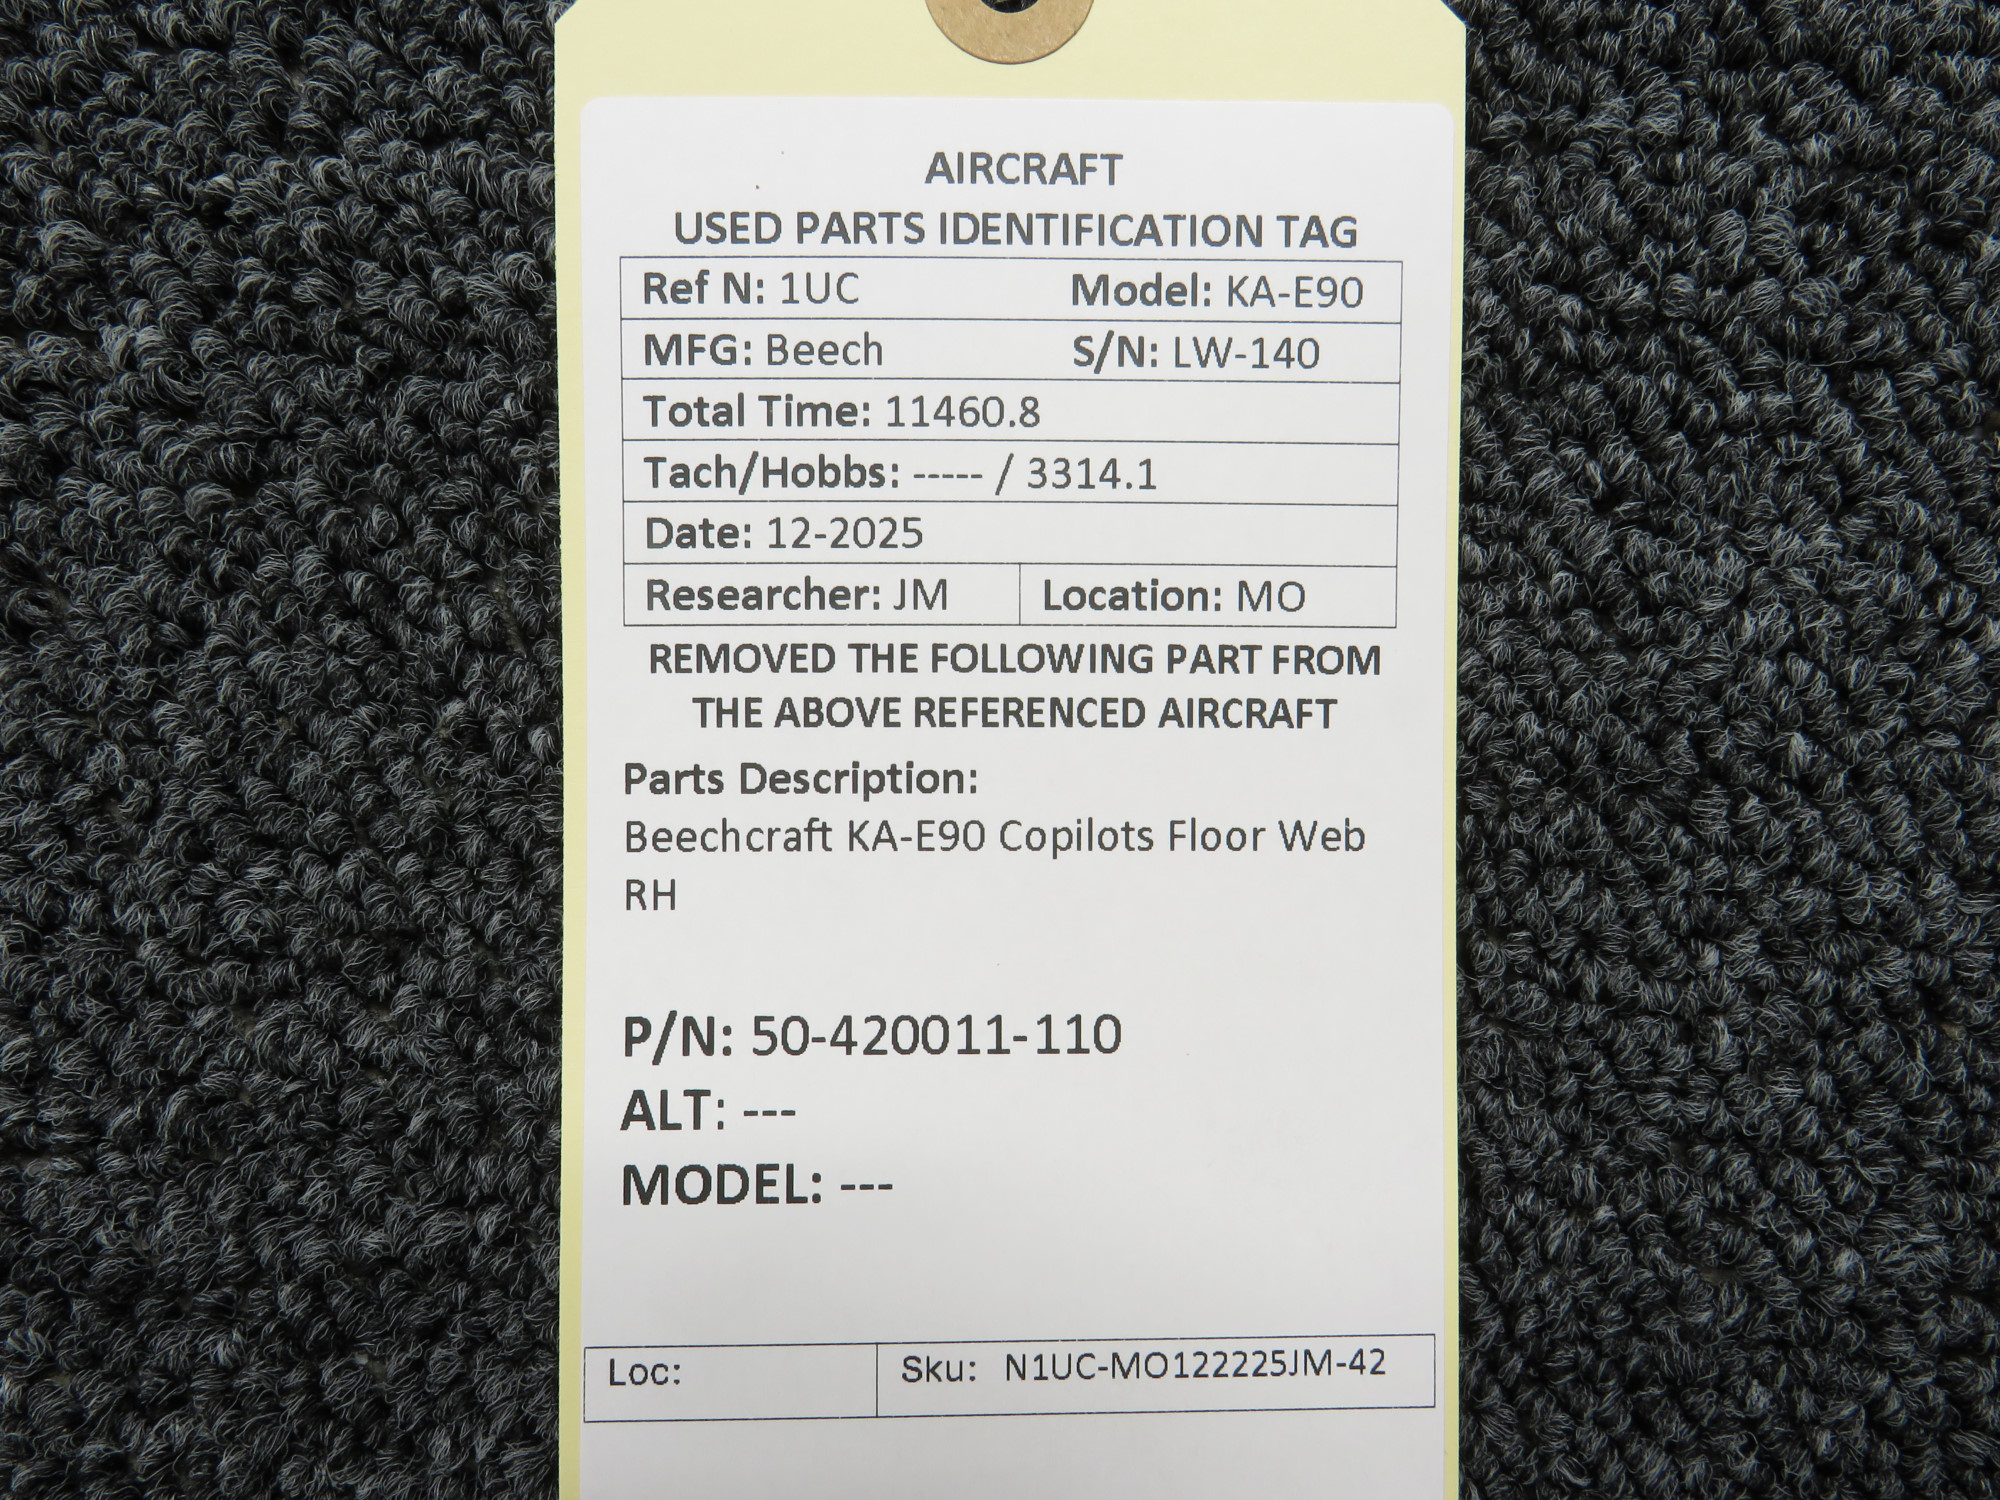 AIRCRAFT
USED PARTS IDENTIFICATION TAG
Ref N: 1UC Model: KA-E90
MFG: Beech S/N: LW-140
Total Time: 11460.8
Tach/Hobbs: ----- / 3314.1
Date: 12-2025
Researcher: JM Location: MO
REMOVED THE FOLLOWING PART FROM
THE ABOVE REFERENCED AIRCRAFT
Parts Description:
Beechcraft KA-E90 Copilots Floor Web
RH
P/N: 50-420011-110
ALT: ---
MODEL: ---
Loc: Sku: N1UC-MO122225JM-42